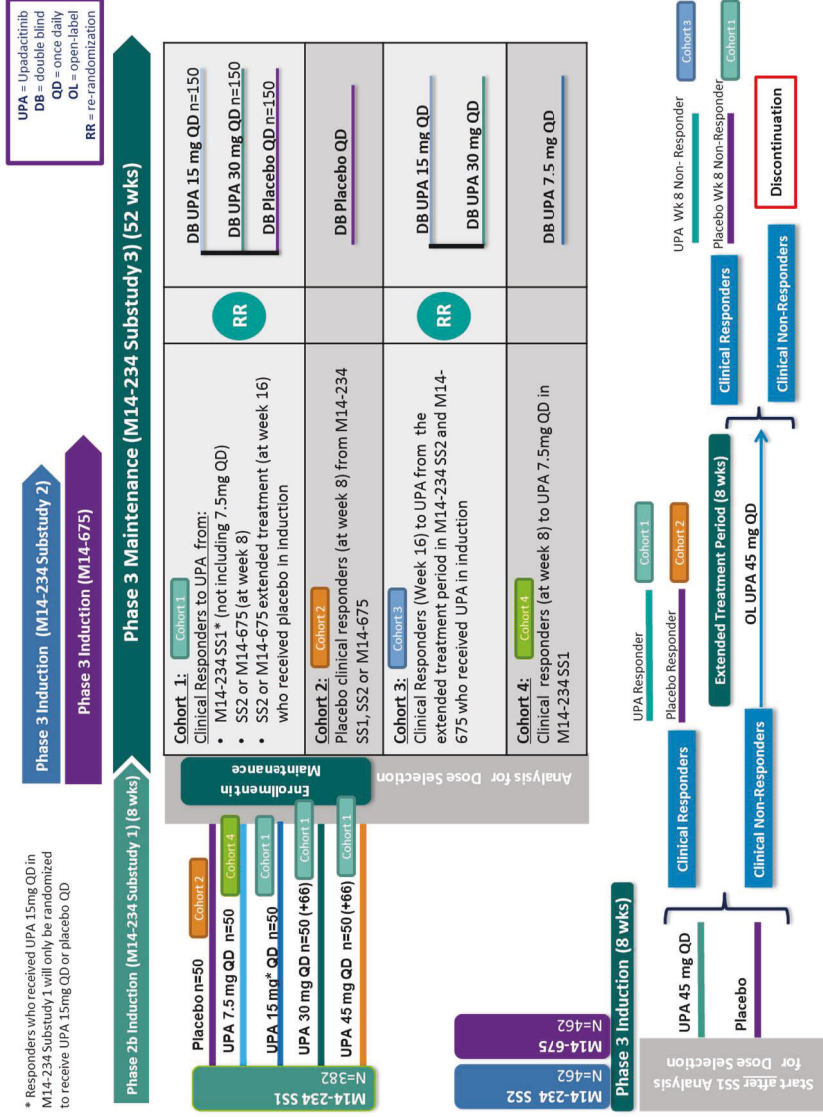 * Responders who received UPA 15mg QD in
M14-234 Substudy 1 will only be randomized
to receive UPA 15mg QD or placebo QD
Phase 3 Induction (M14-234 Substudy 2)
Phase 3 Induction (M14-675)
UPA = Upadacitinib
DB = double blind
QD = once daily
OL = open-label
RR = re-randomization
Phase 2b Induction (M14-234 Substudy 1) (8 wks)
Phase 3 Maintenance (M14-234 Substudy 3) (52 wks)
M14-234 SS1
N=382
Placebo n=50
Cohort 2
UPA 7.5 mg QD n=50
Cohort 4
UPA 15 mg* QD n=50
Cohort 1
UPA 30 mg QD n=50 (+66)
Cohort 1
UPA 45 mg QD n=50 (+66)
Cohort 1
Enrollment in
Maintenance
Analysis for Dose Selection
Cohort 1:
Cohort 1
Clinical Responders to UPA from:
• M14-234 SS1* (not including 7.5mg QD)
• SS2 or M14-675 (at week 8)
• SS2 or M14-675 extended treatment (at week 16)
who received placebo in induction
RR
DB UPA 15 mg QD n=150
DB UPA 30 mg QD n=150
DB Placebo QD n=150
Cohort 2:
Cohort 2
Placebo clinical responders (at week 8) from M14-234
SS1, SS2 or M14-675
DB Placebo QD
Cohort 3:
Cohort 3
Clinical Responders (Week 16) to UPA from the
extended treatment period in M14-234 SS2 and M14-
675 who received UPA in induction
RR
DB UPA 15 mg QD
DB UPA 30 mg QD
Cohort 4:
Cohort 4
Clinical responders (at week 8) to UPA 7.5mg QD in
M14-234 SS1
DB UPA 7.5 mg QD
M14-234 SS2
N=462
M14-675
N=462
Phase 3 Induction (8 wks)
Start after SS1 Analysis
for Dose Selection
UPA 45 mg QD
Placebo
Clinical Responders
UPA Responder
Cohort 1
Placebo Responder
Cohort 2
Clinical Non-Responders
Extended Treatment Period (8 wks)
OL UPA 45 mg QD
Clinical Responders
UPA Wk 8 Non- Responder
Cohort 3
Placebo Wk 8 Non-Responder
Cohort 1
Clinical Non-Responders
Discontinuation